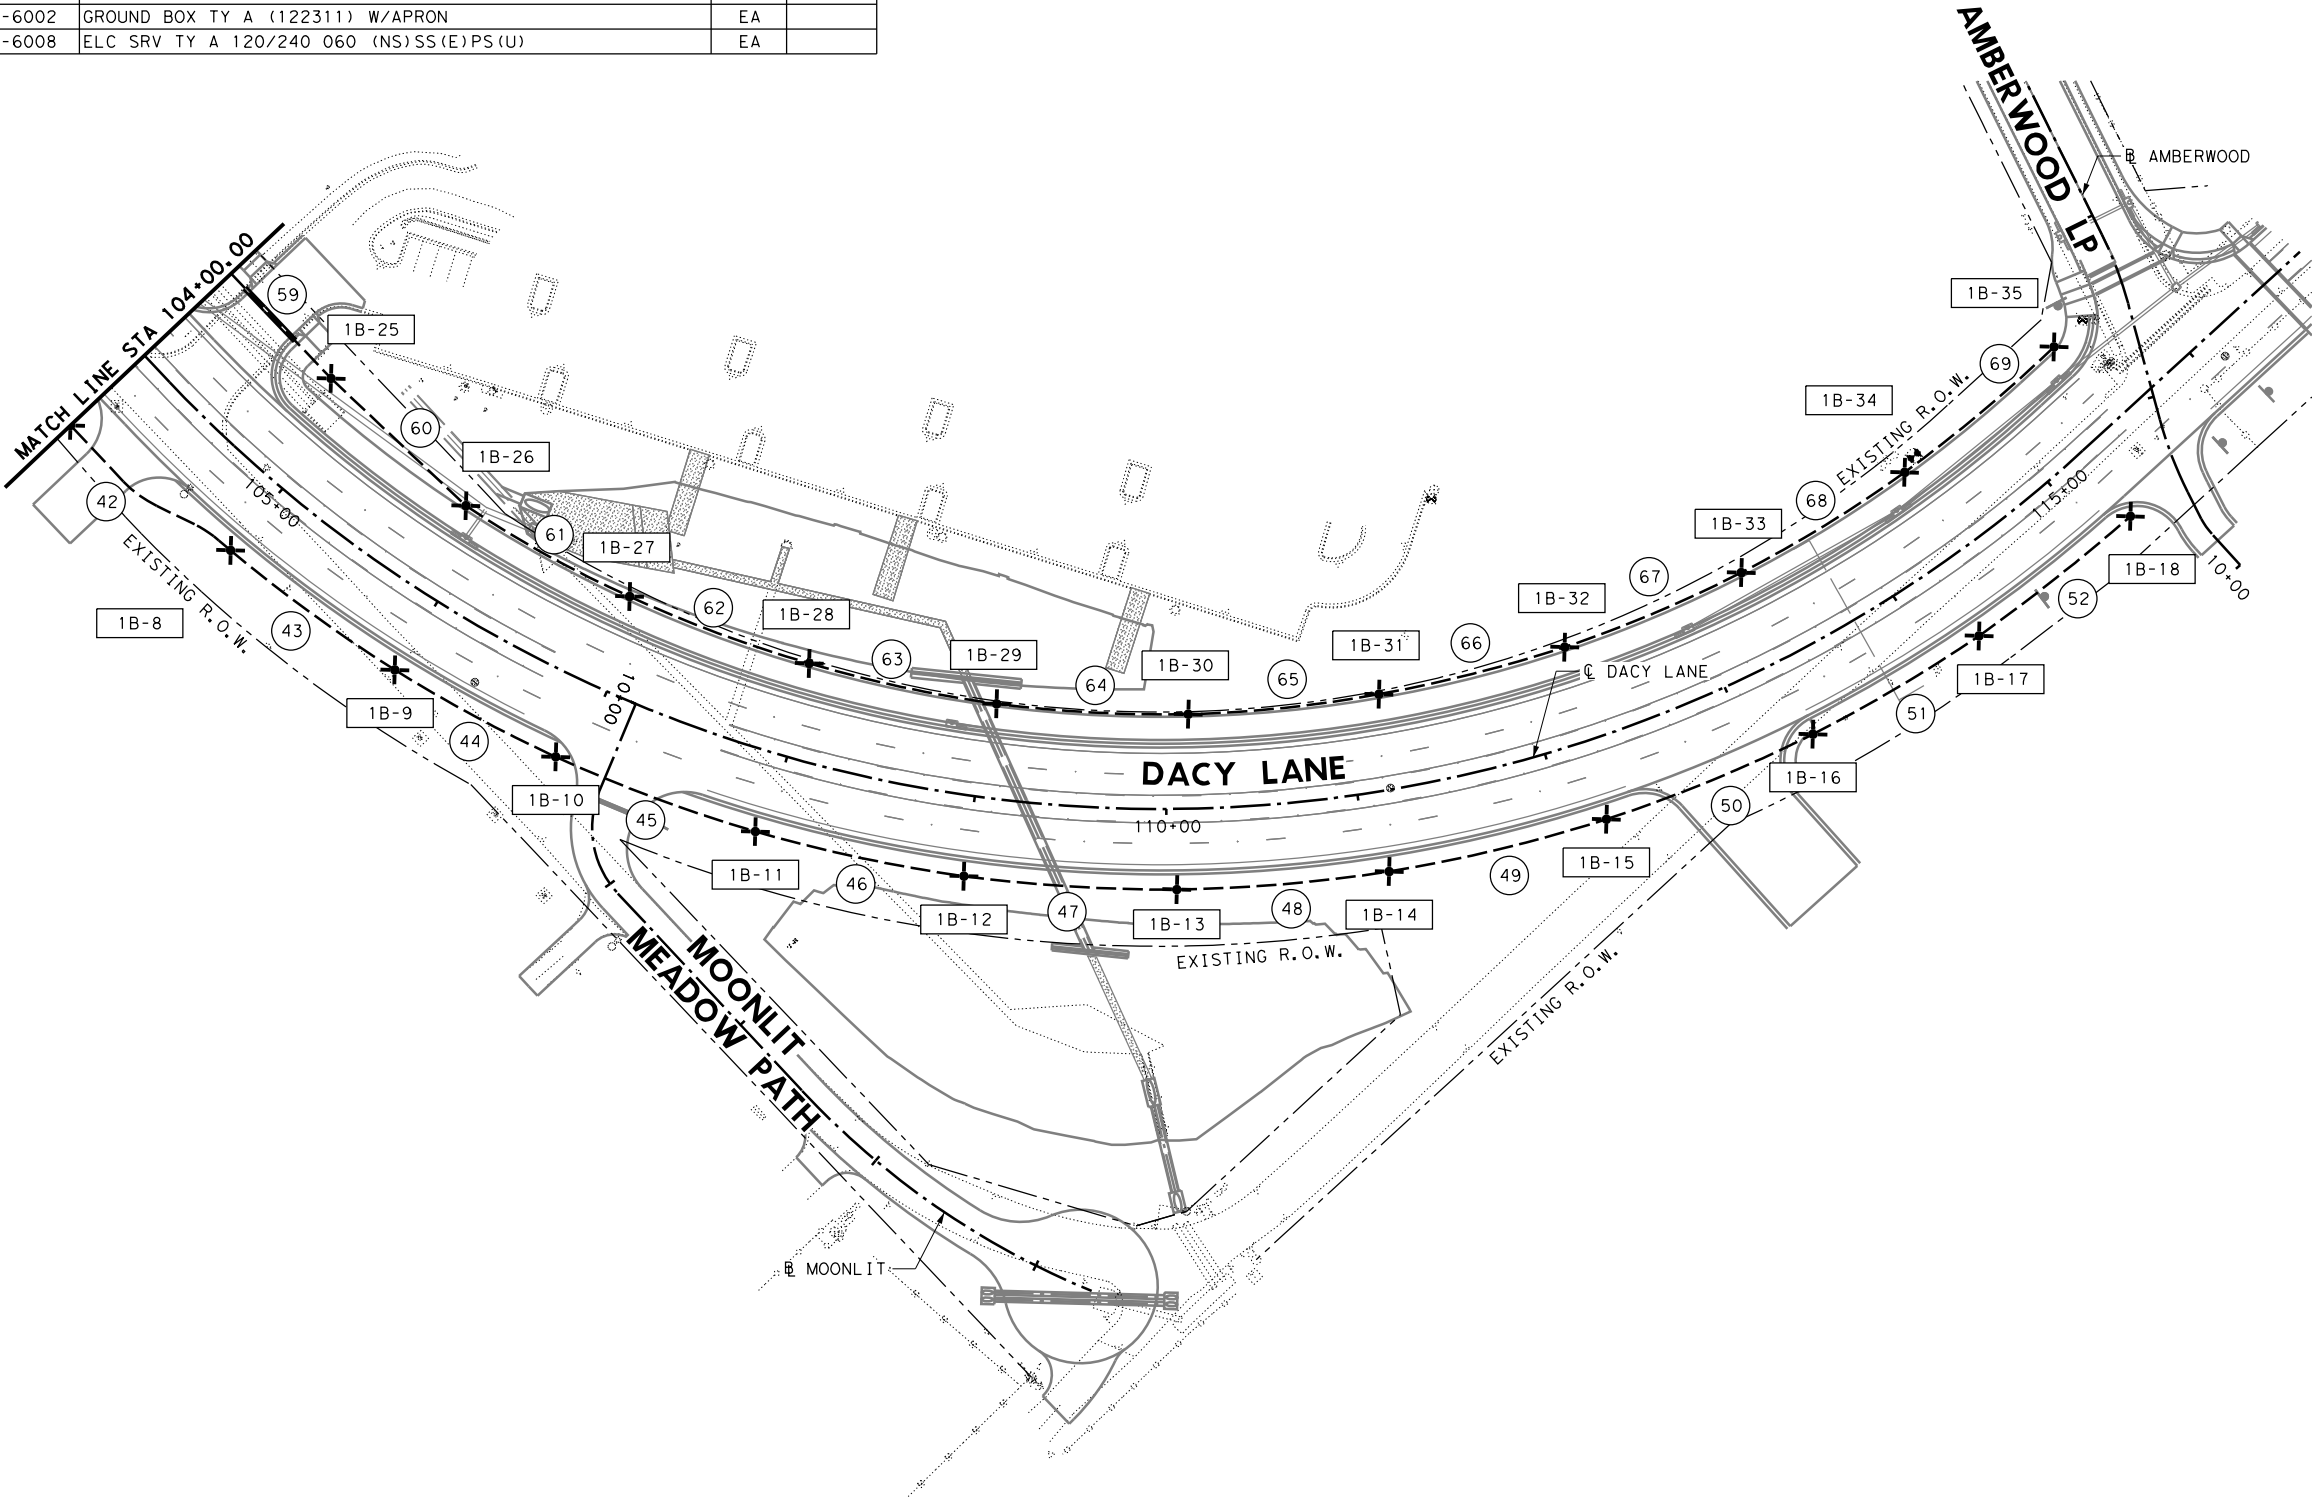 -6002 GROUND BOX TY A (122311) W/APRON EA
-6008 ELC SRV TY A 120/240 060 (NS)SS(E)PS(U) EA
AMBERWOOD LP
℄ AMBERWOOD
MATCH LINE STA 104+00.00
59
1B-25
60
1B-26
61
1B-27
62
1B-28
63
1B-29
64
1B-30
65
1B-31
66
1B-32
67
1B-33
68
1B-34
69
1B-35
EXISTING R.O.W.
105+00
115+00
10+00
42
EXISTING R.O.W.
1B-8
43
1B-9
44
1B-10
10+00
45
1B-11
46
1B-12
47
1B-13
48
1B-14
49
1B-15
50
1B-16
51
1B-17
52
1B-18
℄ DACY LANE
DACY LANE
110+00
EXISTING R.O.W.
EXISTING R.O.W.
MOONLIT
MEADOW PATH
℄ MOONLIT